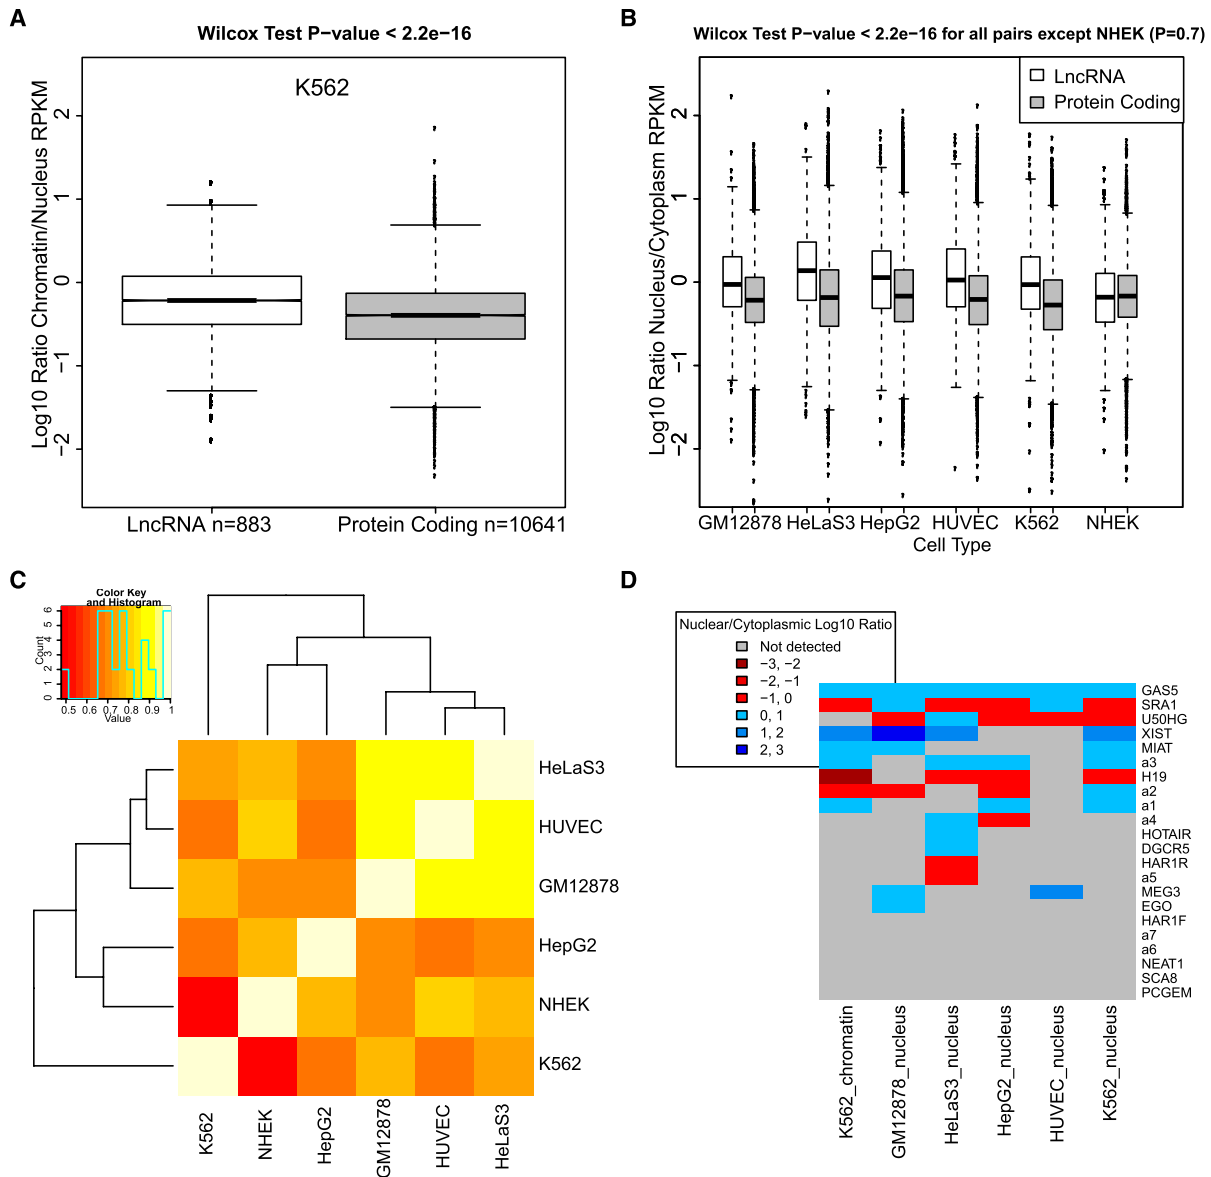 A
Wilcox Test P−value < 2.2e−16
K562
Log10 Ratio Chromatin/Nucleus RPKM
2
1
0
−1
−2
LncRNA n=883
Protein Coding n=10641
B
Wilcox Test P−value < 2.2e−16 for all pairs except NHEK (P=0.7)
LncRNA
Protein Coding
Log10 Ratio Nucleus/Cytoplasm RPKM
2
1
0
−1
−2
GM12878
HeLaS3
HepG2
HUVEC
K562
NHEK
Cell Type
C
Color Key
and Histogram
Count
0 1 2 3 4 5 6
0.5 0.6 0.7 0.8 0.9 1
Value
HeLaS3
HUVEC
GM12878
HepG2
NHEK
K562
K562
NHEK
HepG2
GM12878
HUVEC
HeLaS3
D
Nuclear/Cytoplasmic Log10 Ratio
Not detected
−3, −2
−2, −1
−1, 0
0, 1
1, 2
2, 3
GAS5
SRA1
U50HG
XIST
MIAT
a3
H19
a2
a1
a4
HOTAIR
DGCR5
HAR1R
a5
MEG3
EGO
HAR1F
a7
a6
NEAT1
SCA8
PCGEM
K562_chromatin
GM12878_nucleus
HeLaS3_nucleus
HepG2_nucleus
HUVEC_nucleus
K562_nucleus